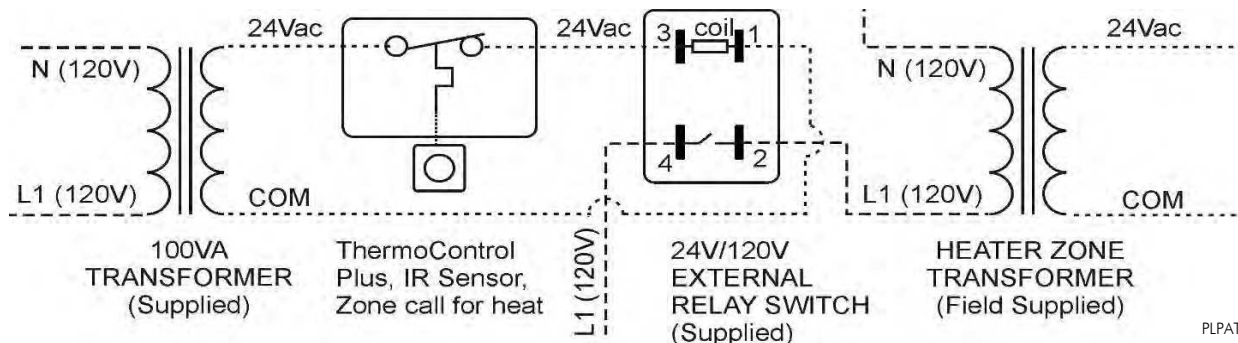 24Vac
24Vac
24Vac
3
coil
1
N (120V)
N (120V)
4
2
L1 (120V)
COM
L1 (120V)
COM
100VA
TRANSFORMER
(Supplied)
ThermoControl
Plus, IR Sensor,
Zone call for heat
L1 (120V)
24V/120V
EXTERNAL
RELAY SWITCH
(Supplied)
HEATER ZONE
TRANSFORMER
(Field Supplied)
PLPAT